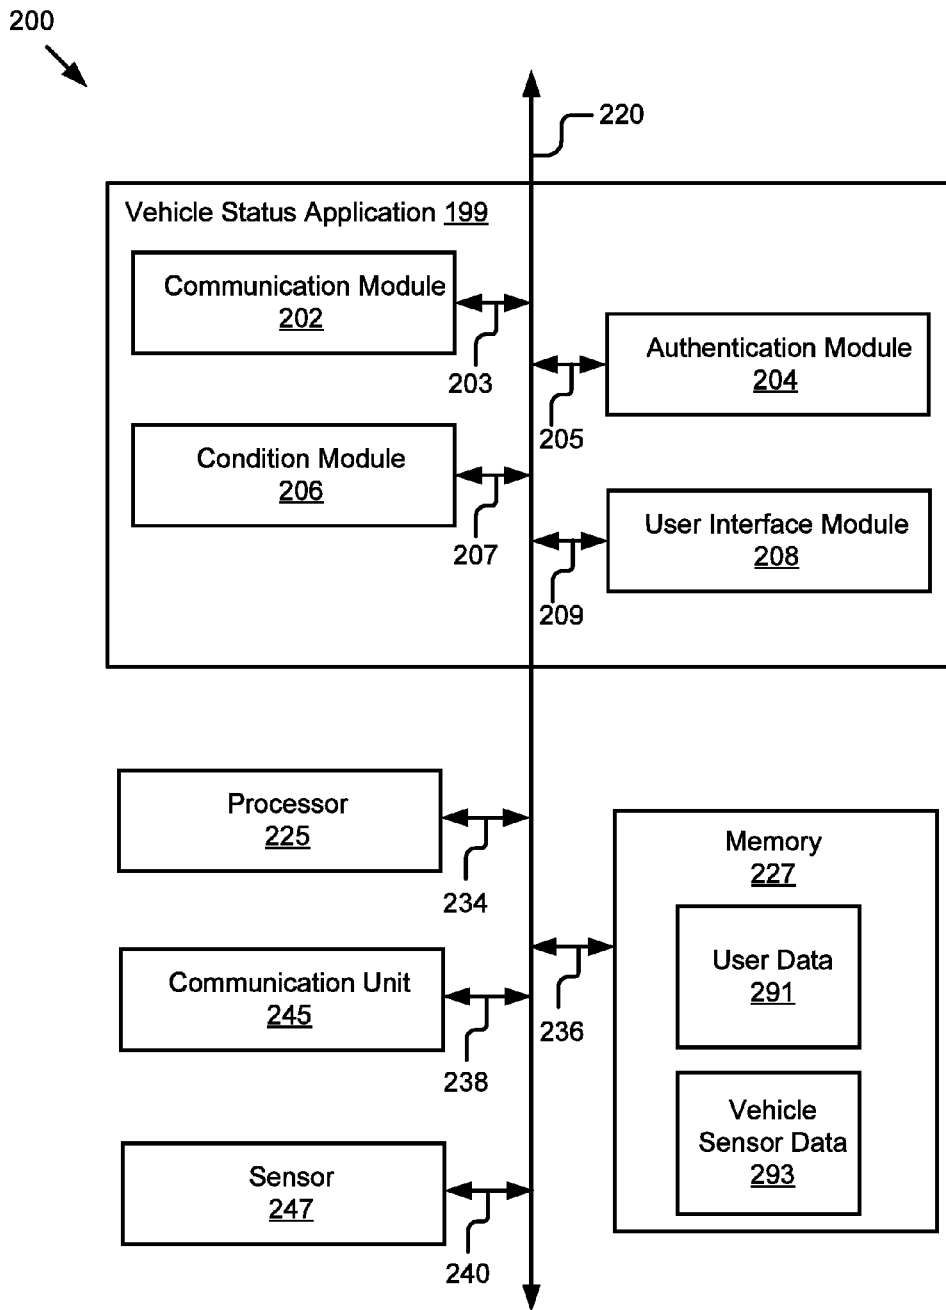 200
220
Vehicle Status Application 199
Communication Module
202
203
Authentication Module
204
205
Condition Module
206
207
User Interface Module
208
209
Processor
225
234
Memory
227
User Data
291
236
Communication Unit
245
238
Vehicle
Sensor Data
293
Sensor
247
240